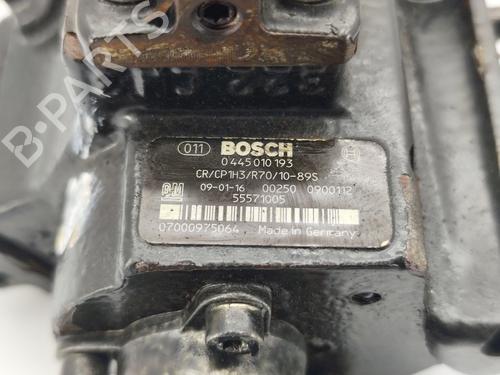 B-PARTS
011 BOSCH
0 445 010 193
CR/CP1H3/R70/10-89S
GM 09-01-16 00250 0900112
55571005
07000975064 Made in Germany